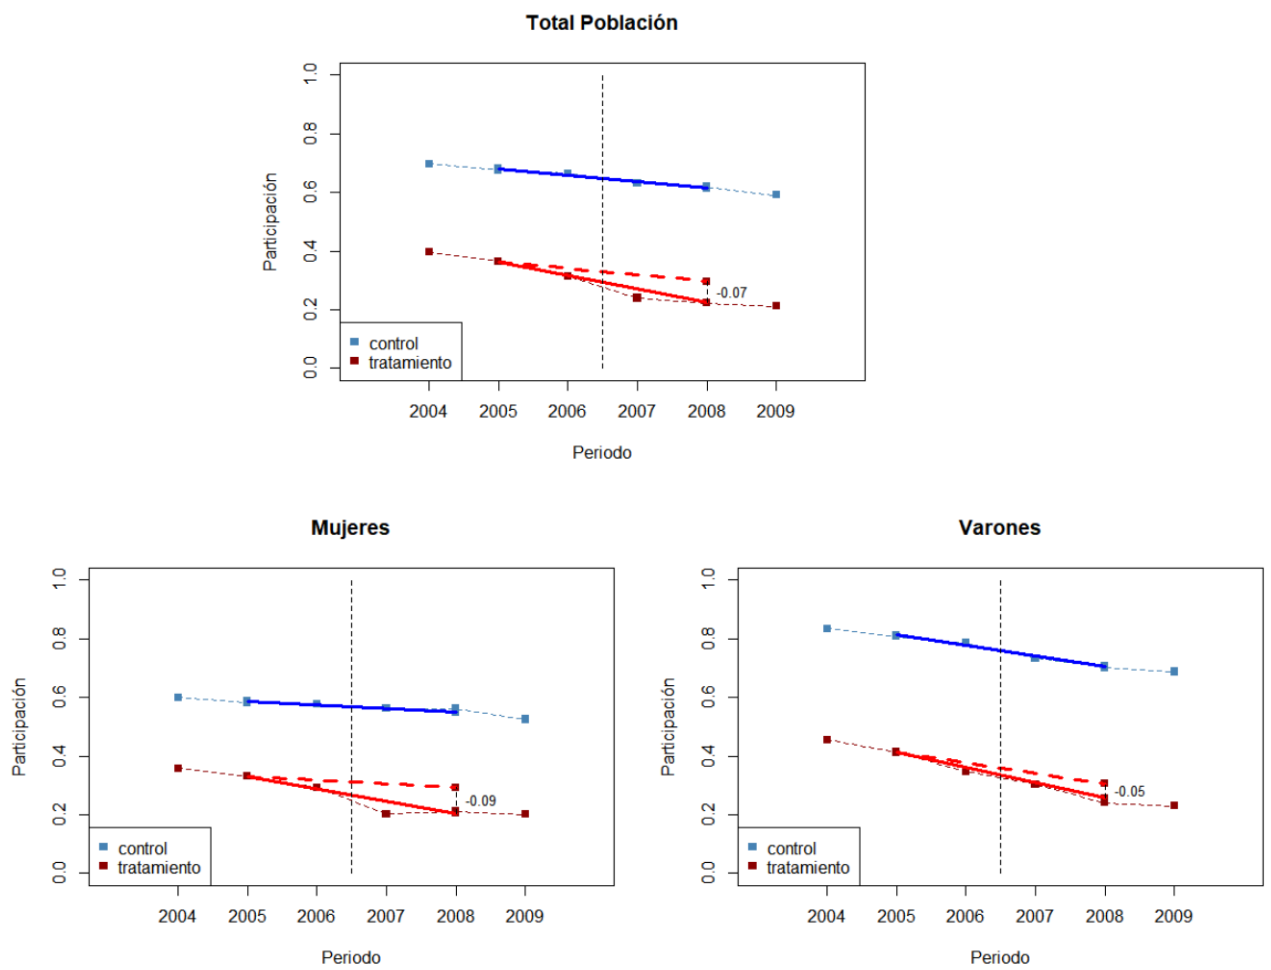 Total Población
Participación
1.0
0.8
0.6
0.4
0.2
0.0
-0.07
control
tratamiento
2004 2005 2006 2007 2008 2009
Periodo
Mujeres
Participación
1.0
0.8
0.6
0.4
0.2
0.0
-0.09
control
tratamiento
2004 2005 2006 2007 2008 2009
Periodo
Varones
Participación
1.0
0.8
0.6
0.4
0.2
0.0
-0.05
control
tratamiento
2004 2005 2006 2007 2008 2009
Periodo